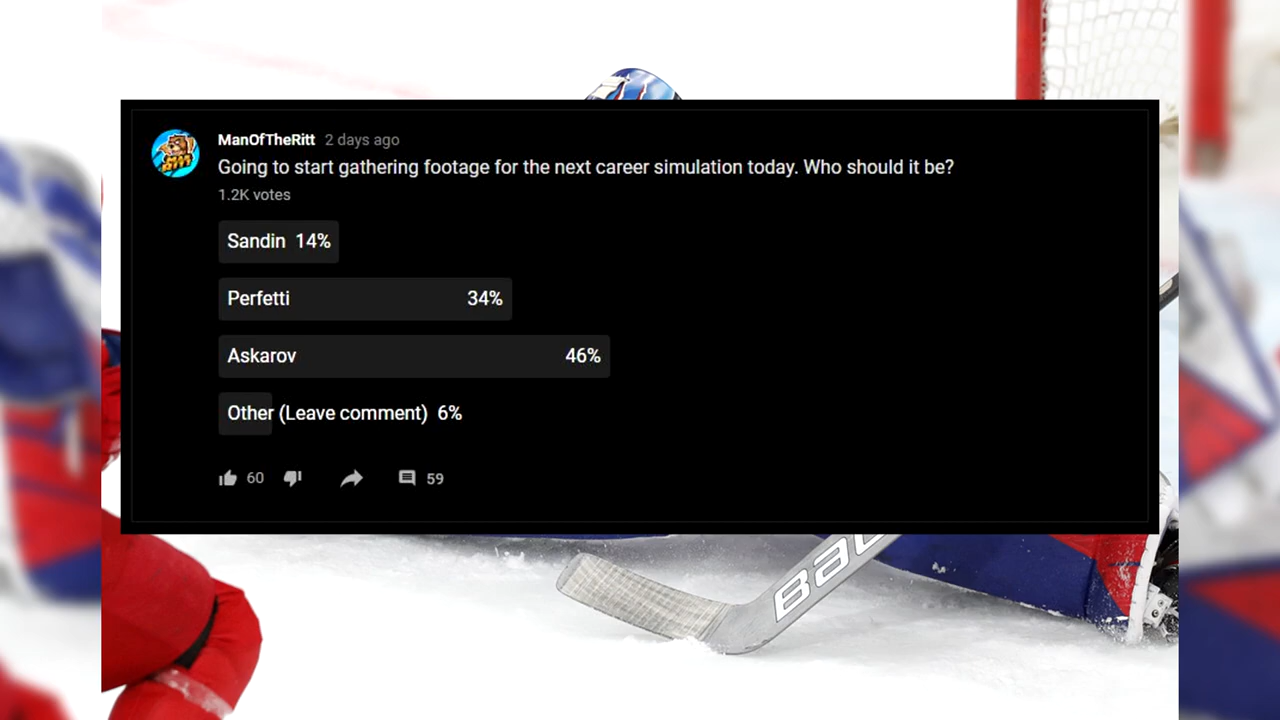 ManOfTheRitt 2 days ago
Going to start gathering footage for the next career simulation today. Who should it be?
1.2K votes
Sandin 14%
Perfetti 34%
Askarov 46%
Other (Leave comment) 6%
60 59